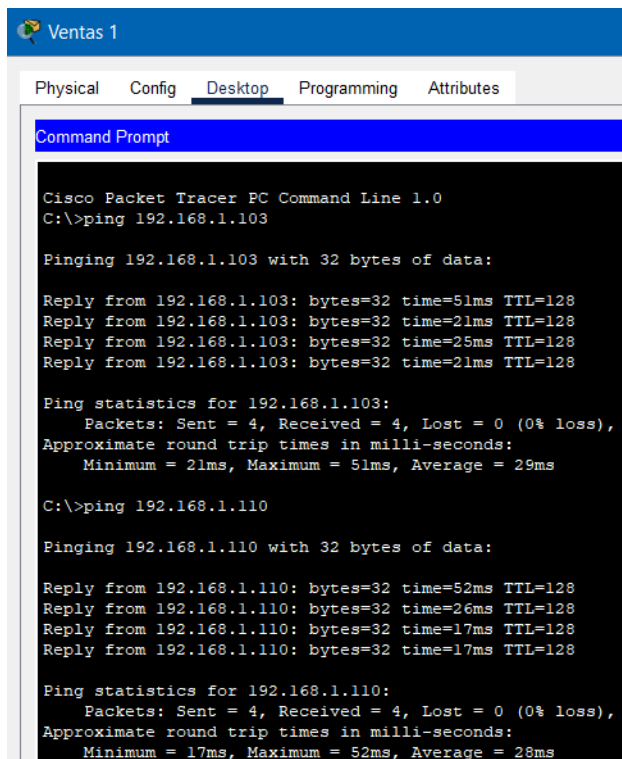 Ventas 1
Physical Config Desktop Programming Attributes
Command Prompt
Cisco Packet Tracer PC Command Line 1.0
C:\>ping 192.168.1.103
Pinging 192.168.1.103 with 32 bytes of data:
Reply from 192.168.1.103: bytes=32 time=51ms TTL=128
Reply from 192.168.1.103: bytes=32 time=21ms TTL=128
Reply from 192.168.1.103: bytes=32 time=25ms TTL=128
Reply from 192.168.1.103: bytes=32 time=21ms TTL=128
Ping statistics for 192.168.1.103:
Packets: Sent = 4, Received = 4, Lost = 0 (0% loss),
Approximate round trip times in milli-seconds:
Minimum = 21ms, Maximum = 51ms, Average = 29ms
C:\>ping 192.168.1.110
Pinging 192.168.1.110 with 32 bytes of data:
Reply from 192.168.1.110: bytes=32 time=52ms TTL=128
Reply from 192.168.1.110: bytes=32 time=26ms TTL=128
Reply from 192.168.1.110: bytes=32 time=17ms TTL=128
Reply from 192.168.1.110: bytes=32 time=17ms TTL=128
Ping statistics for 192.168.1.110:
Packets: Sent = 4, Received = 4, Lost = 0 (0% loss),
Approximate round trip times in milli-seconds:
Minimum = 17ms, Maximum = 52ms, Average = 28ms